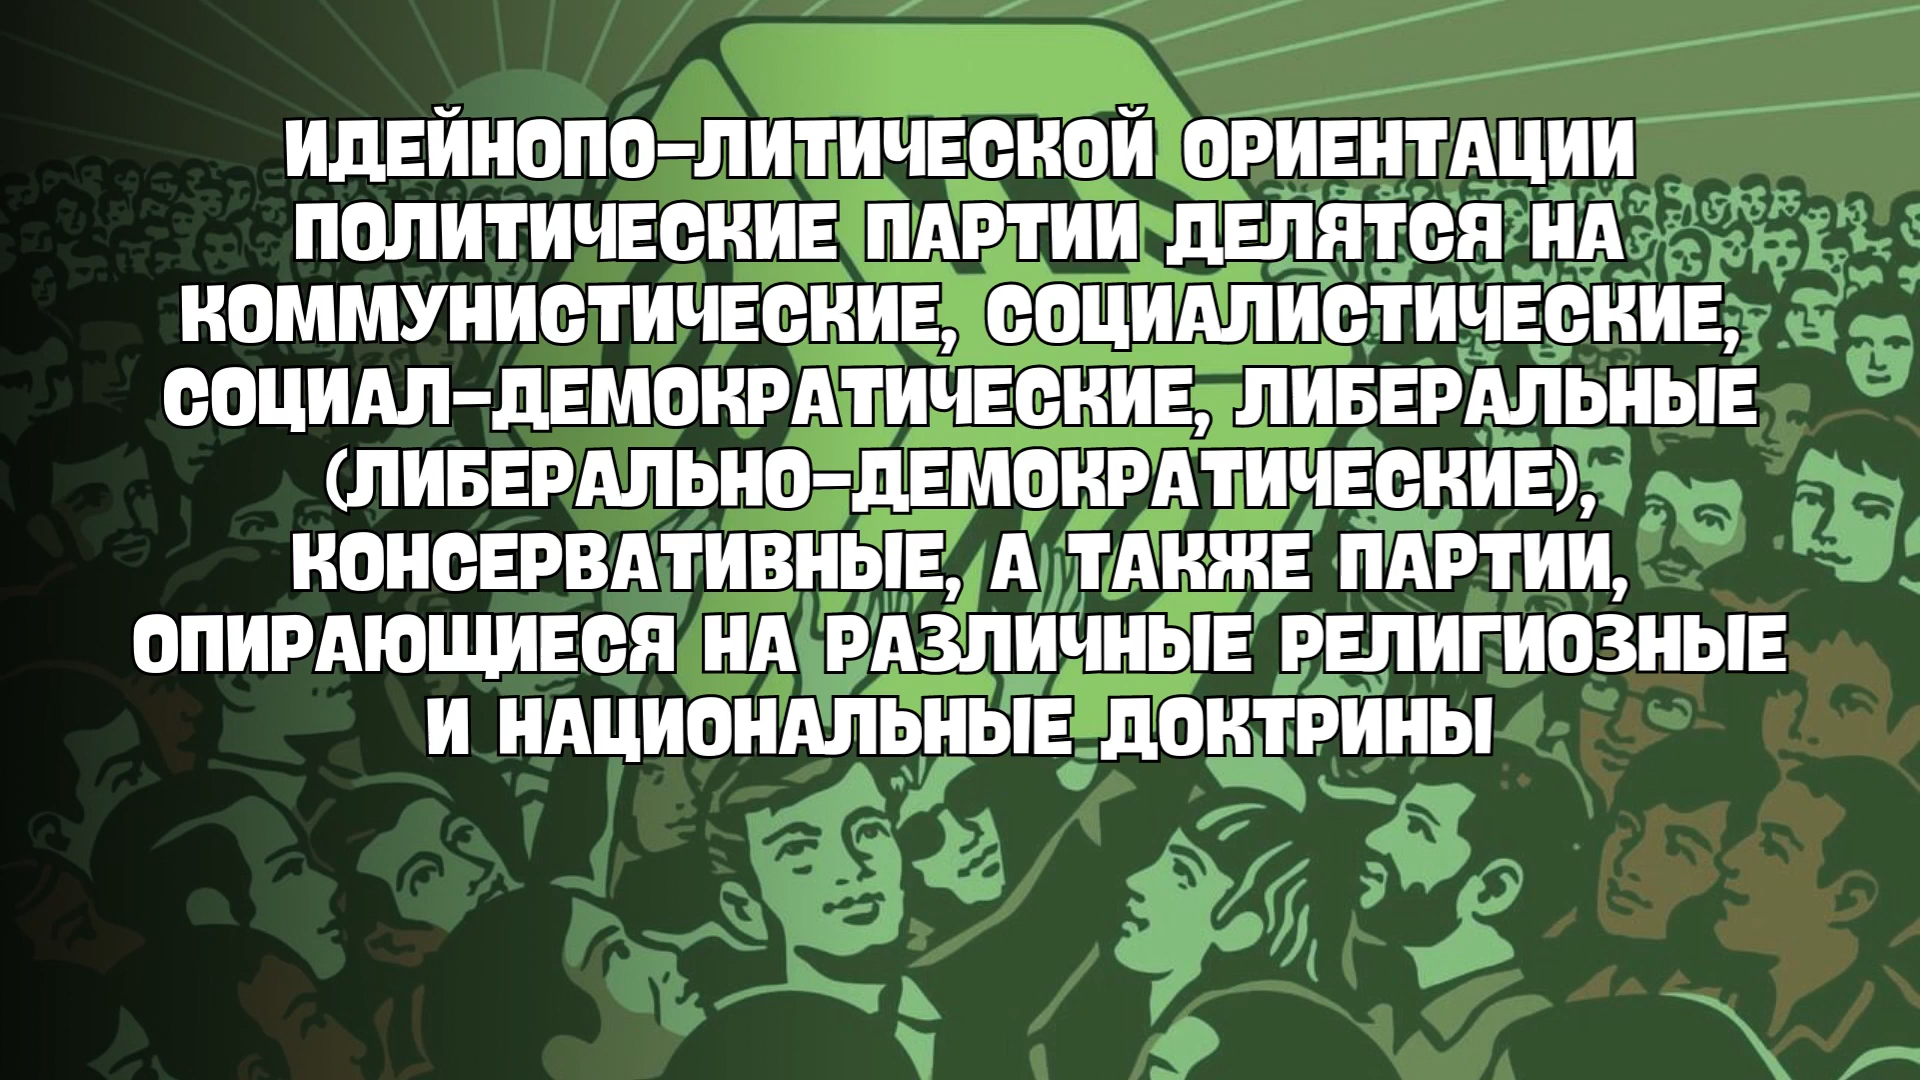 ИДЕЙНОПО-ЛИТИЧЕСКОЙ ОРИЕНТАЦИИ
ПОЛИТИЧЕСКИЕ ПАРТИИ ДЕЛЯТСЯ НА
КОММУНИСТИЧЕСКИЕ, СОЦИАЛИСТИЧЕСКИЕ,
СОЦИАЛ-ДЕМОКРАТИЧЕСКИЕ, ЛИБЕРАЛЬНЫЕ
(ЛИБЕРАЛЬНО-ДЕМОКРАТИЧЕСКИЕ),
КОНСЕРВАТИВНЫЕ, А ТАКЖЕ ПАРТИИ,
ОПИРАЮЩИЕСЯ НА РАЗЛИЧНЫЕ РЕЛИГИОЗНЫЕ
И НАЦИОНАЛЬНЫЕ ДОКТРИНЫ